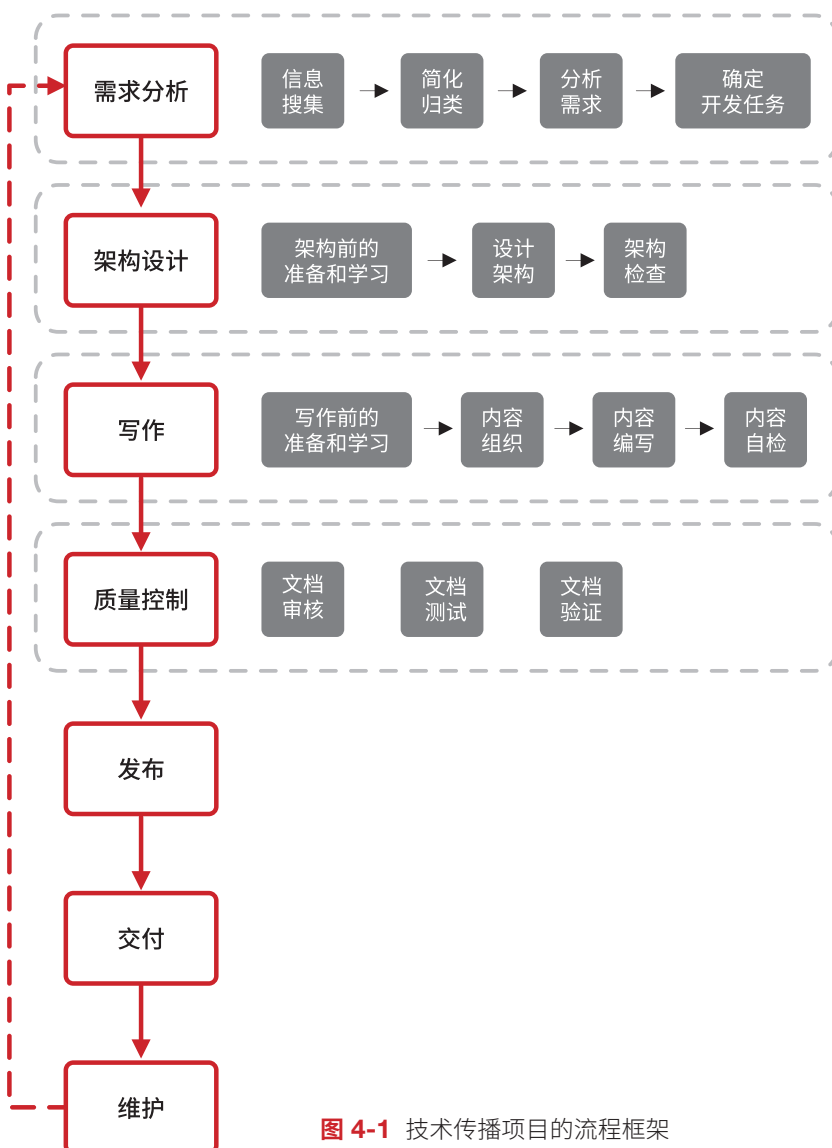 需求分析
信息
搜集
简化
归类
分析
需求
确定
开发任务
架构设计
架构前的
准备和学习
设计
架构
架构
检查
写作
写作前的
准备和学习
内容
组织
内容
编写
内容
自检
质量控制
文档
审核
文档
测试
文档
验证
发布
交付
维护
图 4-1 技术传播项目的流程框架